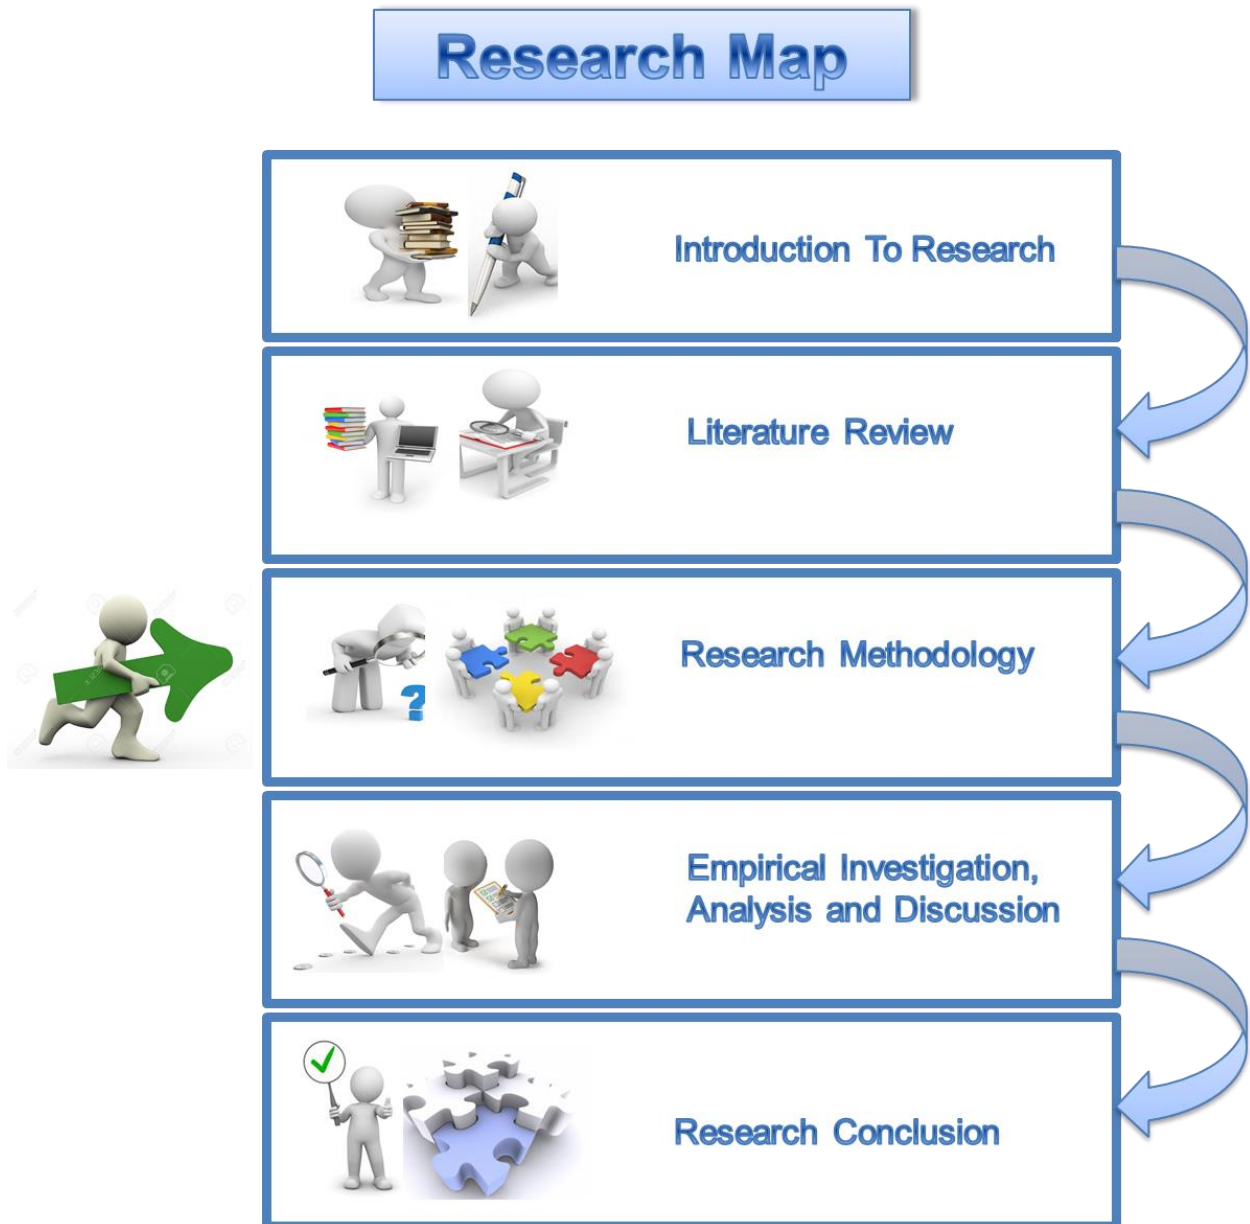 Research Map
Introduction To Research
Literature Review
Research Methodology
?
Empirical Investigation,
Analysis and Discussion
Research Conclusion